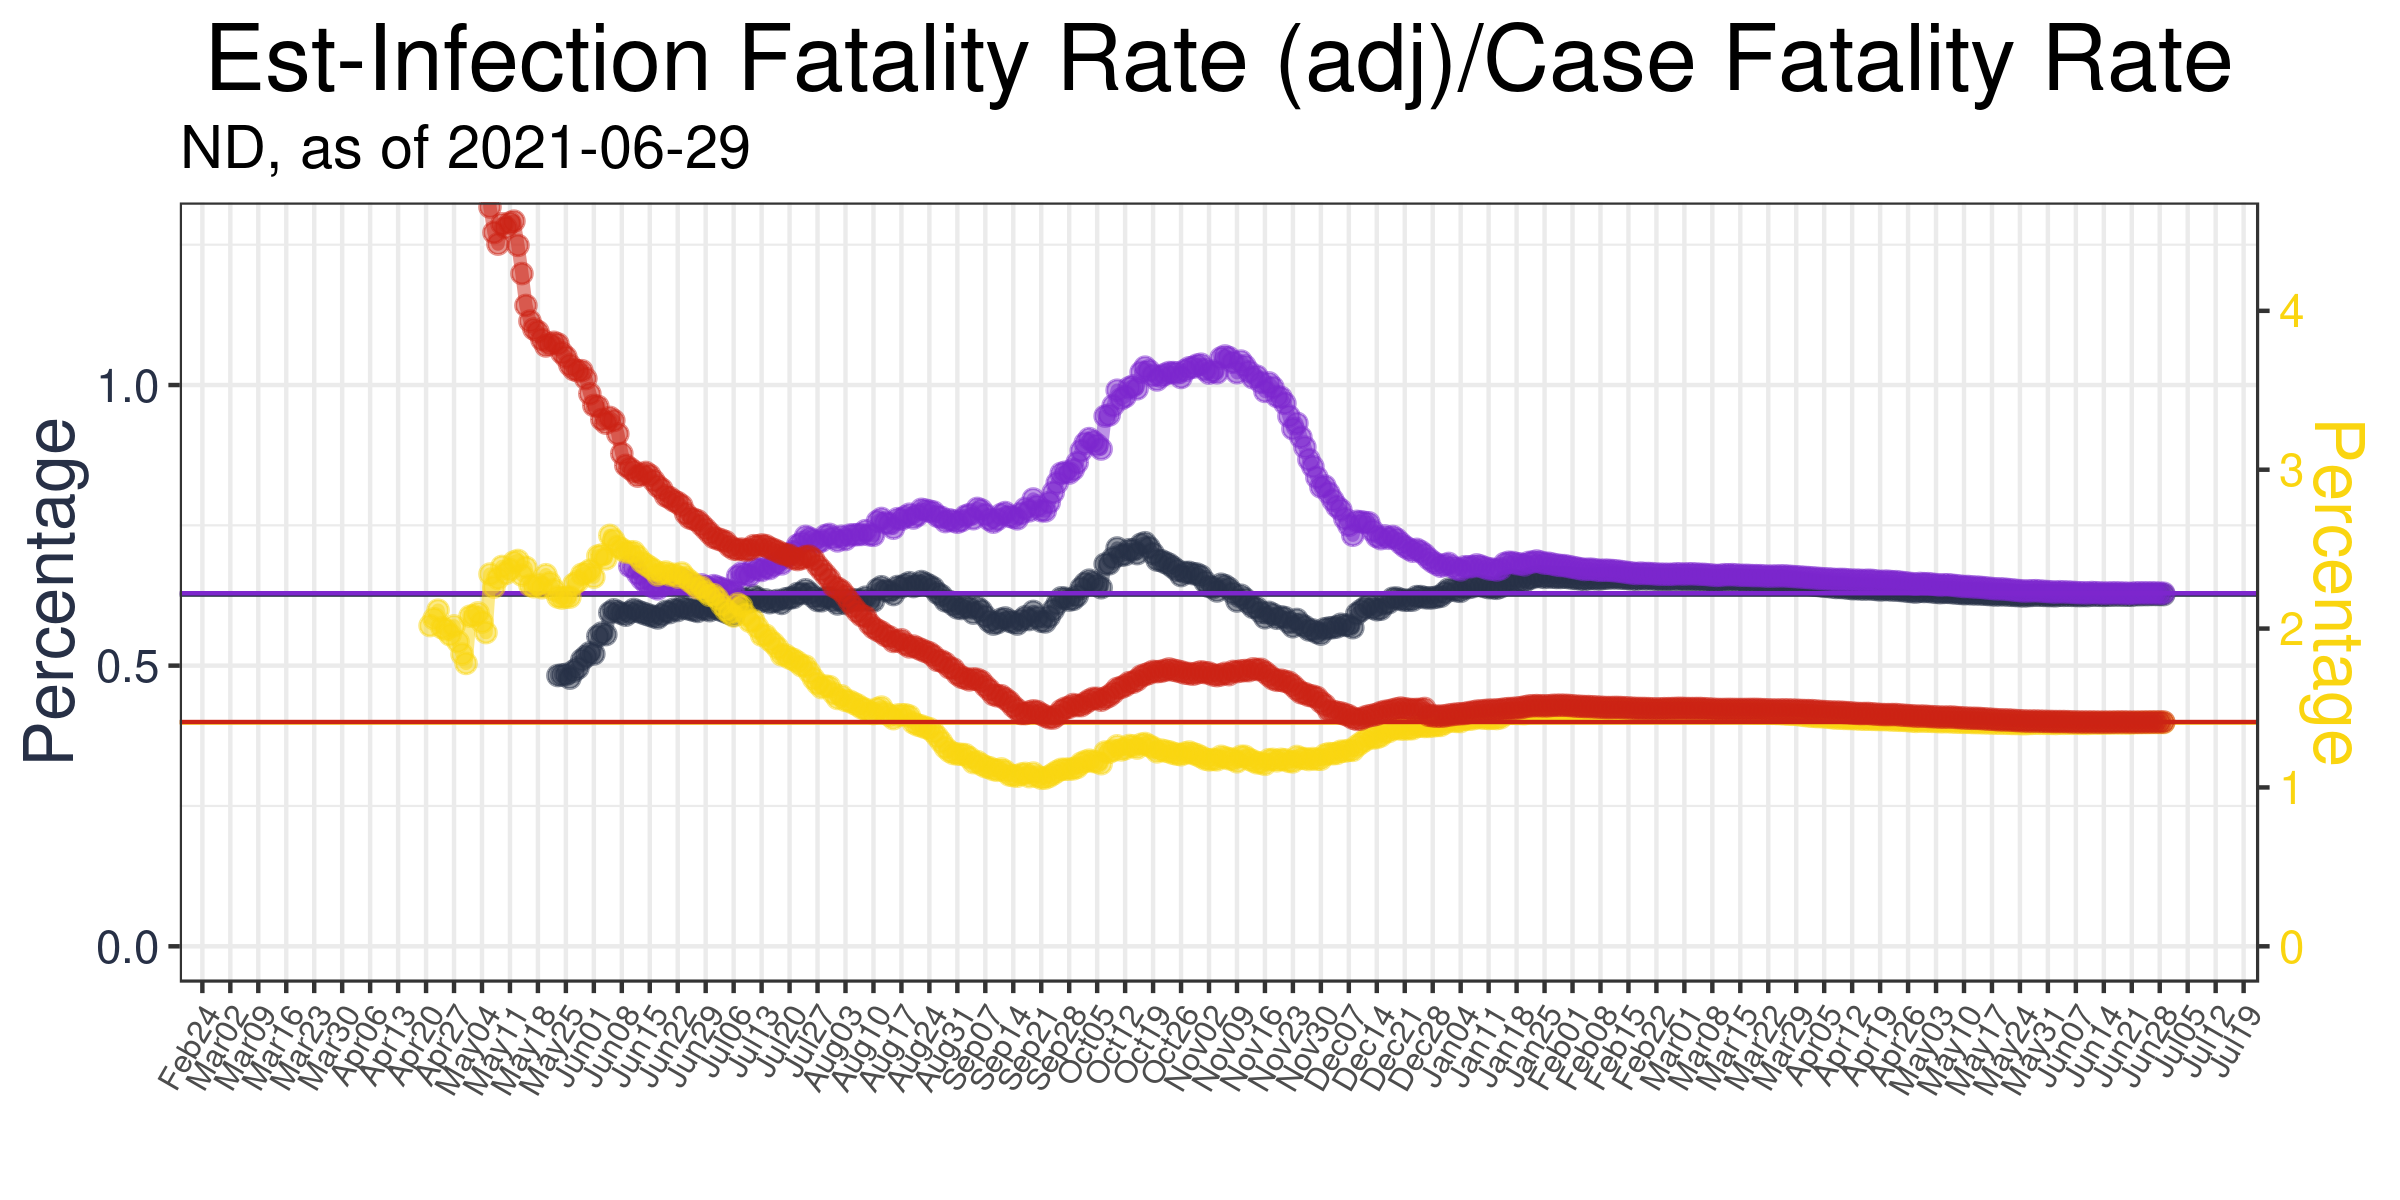 Est-Infection Fatality Rate (adj)/Case Fatality Rate
ND, as of 2021-06-29
Percentage
1.0
0.5
0.0
4
3
2
1
0
Percentage
Feb24
Mar02
Mar09
Mar16
Mar23
Mar30
Apr06
Apr13
Apr20
Apr27
May04
May11
May18
May25
Jun01
Jun08
Jun15
Jun22
Jun29
Jul06
Jul13
Jul20
Jul27
Aug03
Aug10
Aug17
Aug24
Aug31
Sep07
Sep14
Sep21
Sep28
Oct05
Oct12
Oct19
Oct26
Nov02
Nov09
Nov16
Nov23
Nov30
Dec07
Dec14
Dec21
Dec28
Jan04
Jan11
Jan18
Jan25
Feb01
Feb08
Feb15
Feb22
Mar01
Mar08
Mar15
Mar22
Mar29
Apr05
Apr12
Apr19
Apr26
May03
May10
May17
May24
May31
Jun07
Jun14
Jun21
Jun28
Jul05
Jul12
Jul19